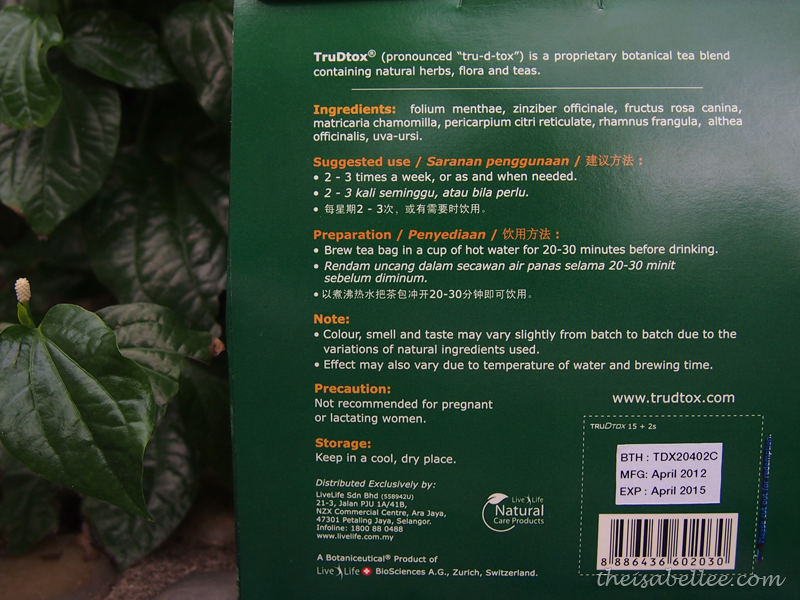 TruDtox® (pronounced "tru-d-tox") is a proprietary botanical tea blend
containing natural herbs, flora and teas.
Ingredients: folium menthae, zinziber officinale, fructus rosa canina,
matricaria chamomilla, pericarpium citri reticulate, rhamnus frangula, althea
officinalis, uva-ursi.
Suggested use / Saranan penggunaan / 建议方法 :
• 2 - 3 times a week, or as and when needed.
• 2 - 3 kali seminggu, atau bila perlu.
• 每星期2 - 3次, 或有需要时饮用。
Preparation / Penyediaan / 饮用方法 :
• Brew tea bag in a cup of hot water for 20-30 minutes before drinking.
• Rendam uncang dalam secawan air panas selama 20-30 minit
sebelum diminum.
• 以煮沸热水把茶包冲开20-30分钟即可饮用。
Note:
• Colour, smell and taste may vary slightly from batch to batch due to the
variations of natural ingredients used.
• Effect may also vary due to temperature of water and brewing time.
Precaution:
Not recommended for pregnant
or lactating women.
Storage:
Keep in a cool, dry place.
Distributed Exclusively by:
LiveLife Sdn Bhd (558942U)
21-3, Jalan PJU 1A/41B,
NZX Commercial Centre, Ara Jaya,
47301 Petaling Jaya, Selangor.
Infoline: 1800 88 0488
www.livelife.com.my
A Botaniceutical® Product of
Live Life BioSciences A.G., Zurich, Switzerland.
Live Life
Natural
Care Products
www.trudtox.com
TRUDTOX 15 + 2s
BTH : TDX20402C
MFG: April 2012
EXP : April 2015
8 886436 602030
theisabellee.com